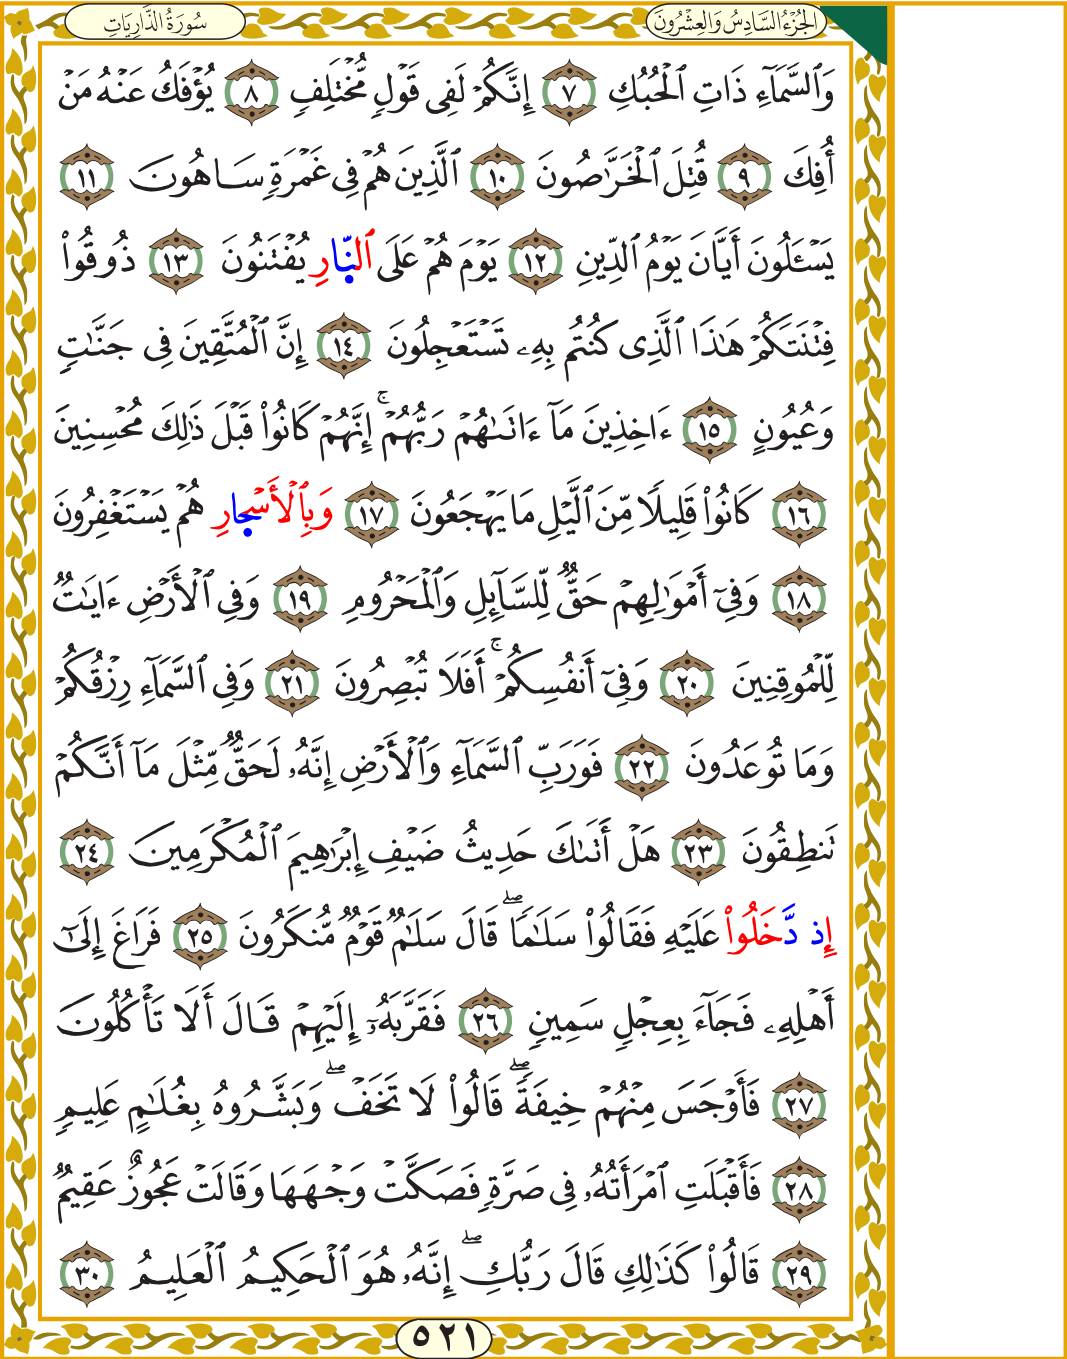 الجُزْءُ السَّادِسُ وَالعِشْرُونَ
سُورَةُ الذَّارِيَاتِ
وَٱلسَّمَآءِ ذَاتِ ٱلْحُبُكِ ٧ إِنَّكُمْ لَفِى قَوْلٍ مُّخْتَلِفٍ ٨ يُؤْفَكُ عَنْهُ مَنْ
أُفِكَ ٩ قُتِلَ ٱلْخَرَّٰصُونَ ١٠ ٱلَّذِينَ هُمْ فِى غَمْرَةٍ سَاهُونَ ١١
يَسْـَٔلُونَ أَيَّانَ يَوْمُ ٱلدِّينِ ١٢ يَوْمَ هُمْ عَلَى ٱلنّ۪ارِ يُفْتَنُونَ ١٣ ذُوقُوا۟
فِتْنَتَكُمْ هَٰذَا ٱلَّذِى كُنتُم بِهِۦ تَسْتَعْجِلُونَ ١٤ إِنَّ ٱلْمُتَّقِينَ فِى جَنَّٰتٍ
وَعُيُونٍ ١٥ ءَاخِذِينَ مَآ ءَاتَىٰهُمْ رَبُّهُمْ ۚ إِنَّهُمْ كَانُوا۟ قَبْلَ ذَٰلِكَ مُحْسِنِينَ
١٦ كَانُوا۟ قَلِيلًا مِّنَ ٱلَّيْلِ مَا يَهْجَعُونَ ١٧ وَبِٱلْأَسْح۪ارِ هُمْ يَسْتَغْفِرُونَ
١٨ وَفِىٓ أَمْوَٰلِهِمْ حَقٌّ لِّلسَّآئِلِ وَٱلْمَحْرُومِ ١٩ وَفِى ٱلْأَرْضِ ءَايَٰتٌ
لِّلْمُوقِنِينَ ٢٠ وَفِىٓ أَنفُسِكُمْ ۚ أَفَلَا تُبْصِرُونَ ٢١ وَفِى ٱلسَّمَآءِ رِزْقُكُمْ
وَمَا تُوعَدُونَ ٢٢ فَوَرَبِّ ٱلسَّمَآءِ وَٱلْأَرْضِ إِنَّهُۥ لَحَقٌّ مِّثْلَ مَآ أَنَّكُمْ
تَنطِقُونَ ٢٣ هَلْ أَتَىٰكَ حَدِيثُ ضَيْفِ إِبْرَٰهِيمَ ٱلْمُكْرَمِينَ ٢٤
إِذ دَّخَلُوا۟ عَلَيْهِ فَقَالُوا۟ سَلَٰمًا ۖ قَالَ سَلَٰمٌ قَوْمٌ مُّنكَرُونَ ٢٥ فَرَاغَ إِلَىٰٓ
أَهْلِهِۦ فَجَآءَ بِعِجْلٍ سَمِينٍ ٢٦ فَقَرَّبَهُۥٓ إِلَيْهِمْ قَالَ أَلَا تَأْكُلُونَ
٢٧ فَأَوْجَسَ مِنْهُمْ خِيفَةً ۖ قَالُوا۟ لَا تَخَفْ ۖ وَبَشَّرُوهُ بِغُلَٰمٍ عَلِيمٍ
٢٨ فَأَقْبَلَتِ ٱمْرَأَتُهُۥ فِى صَرَّةٍ فَصَكَّتْ وَجْهَهَا وَقَالَتْ عَجُوزٌ عَقِيمٌ
٢٩ قَالُوا۟ كَذَٰلِكِ قَالَ رَبُّكِ ۖ إِنَّهُۥ هُوَ ٱلْحَكِيمُ ٱلْعَلِيمُ ٣٠
٥٢١